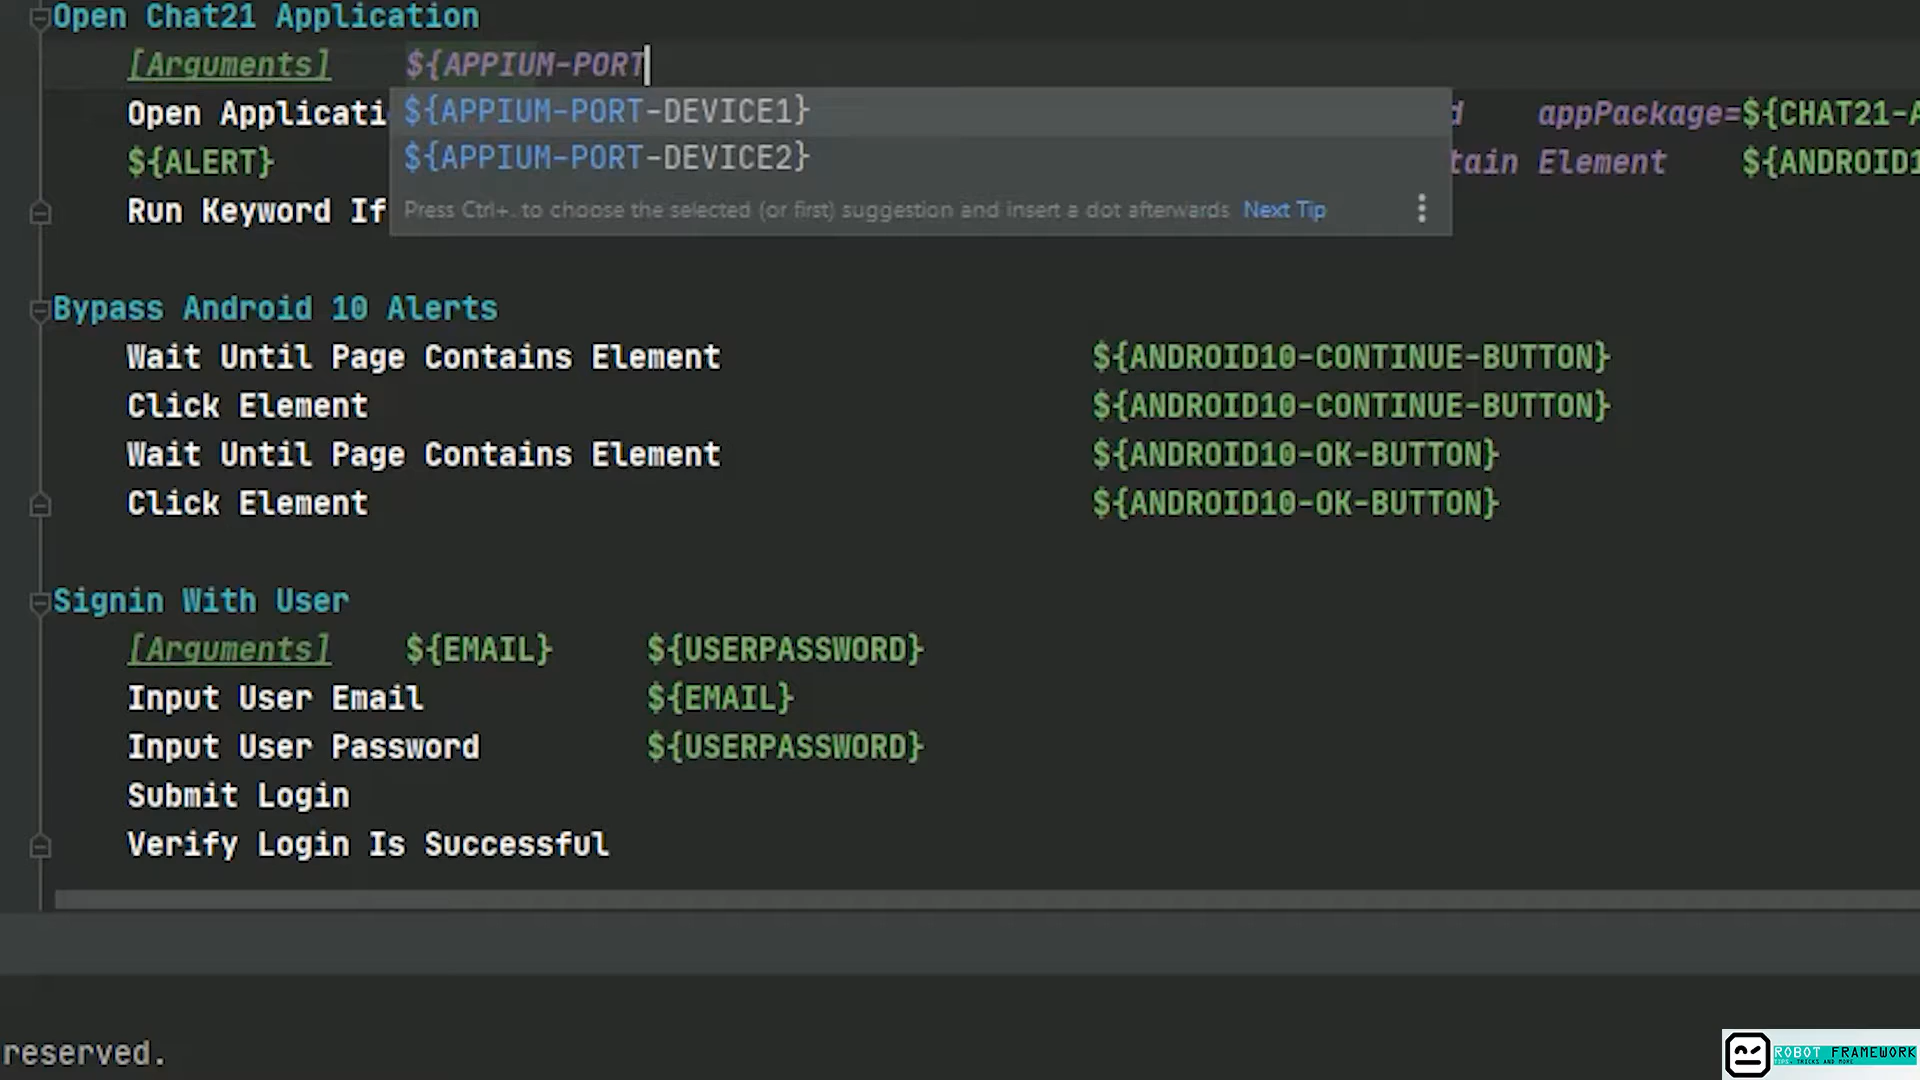 Open Chat21 Application
[Arguments] ${APPIUM-PORT
Open Applicati d appPackage=${CHAT21-A
${ALERT} tain Element ${ANDROID1
Run Keyword If
${APPIUM-PORT-DEVICE1}
${APPIUM-PORT-DEVICE2}
Press Ctrl+. to choose the selected (or first) suggestion and insert a dot afterwards Next Tip
Bypass Android 10 Alerts
Wait Until Page Contains Element ${ANDROID10-CONTINUE-BUTTON}
Click Element ${ANDROID10-CONTINUE-BUTTON}
Wait Until Page Contains Element ${ANDROID10-OK-BUTTON}
Click Element ${ANDROID10-OK-BUTTON}
Signin With User
[Arguments] ${EMAIL} ${USERPASSWORD}
Input User Email ${EMAIL}
Input User Password ${USERPASSWORD}
Submit Login
Verify Login Is Successful
reserved.
ROBOT FRAMEWORK
TIPS, TRICKS AND MORE